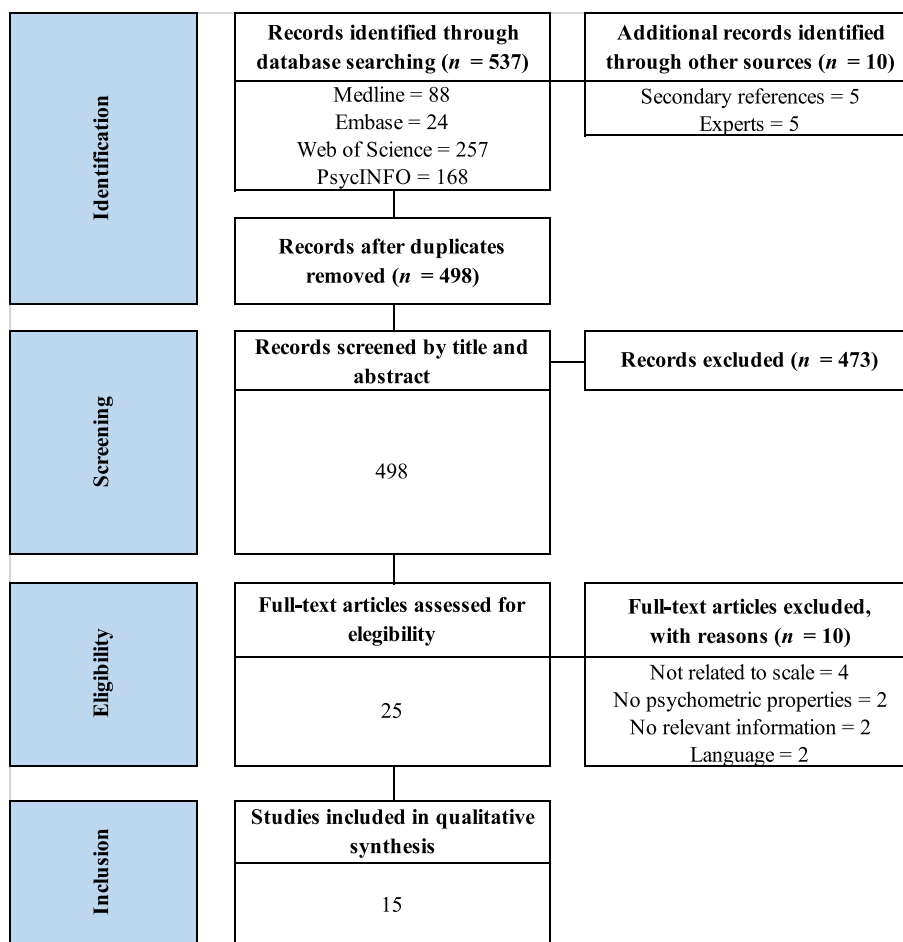 Identification
Records identified through
database searching (n = 537)
Medline = 88
Embase = 24
Web of Science = 257
PsycINFO = 168
Additional records identified
through other sources (n = 10)
Secondary references = 5
Experts = 5
Records after duplicates
removed (n = 498)
Screening
Records screened by title and
abstract
498
Records excluded (n = 473)
Eligibility
Full-text articles assessed for
elegibility
25
Full-text articles excluded,
with reasons (n = 10)
Not related to scale = 4
No psychometric properties = 2
No relevant information = 2
Language = 2
Inclusion
Studies included in qualitative
synthesis
15